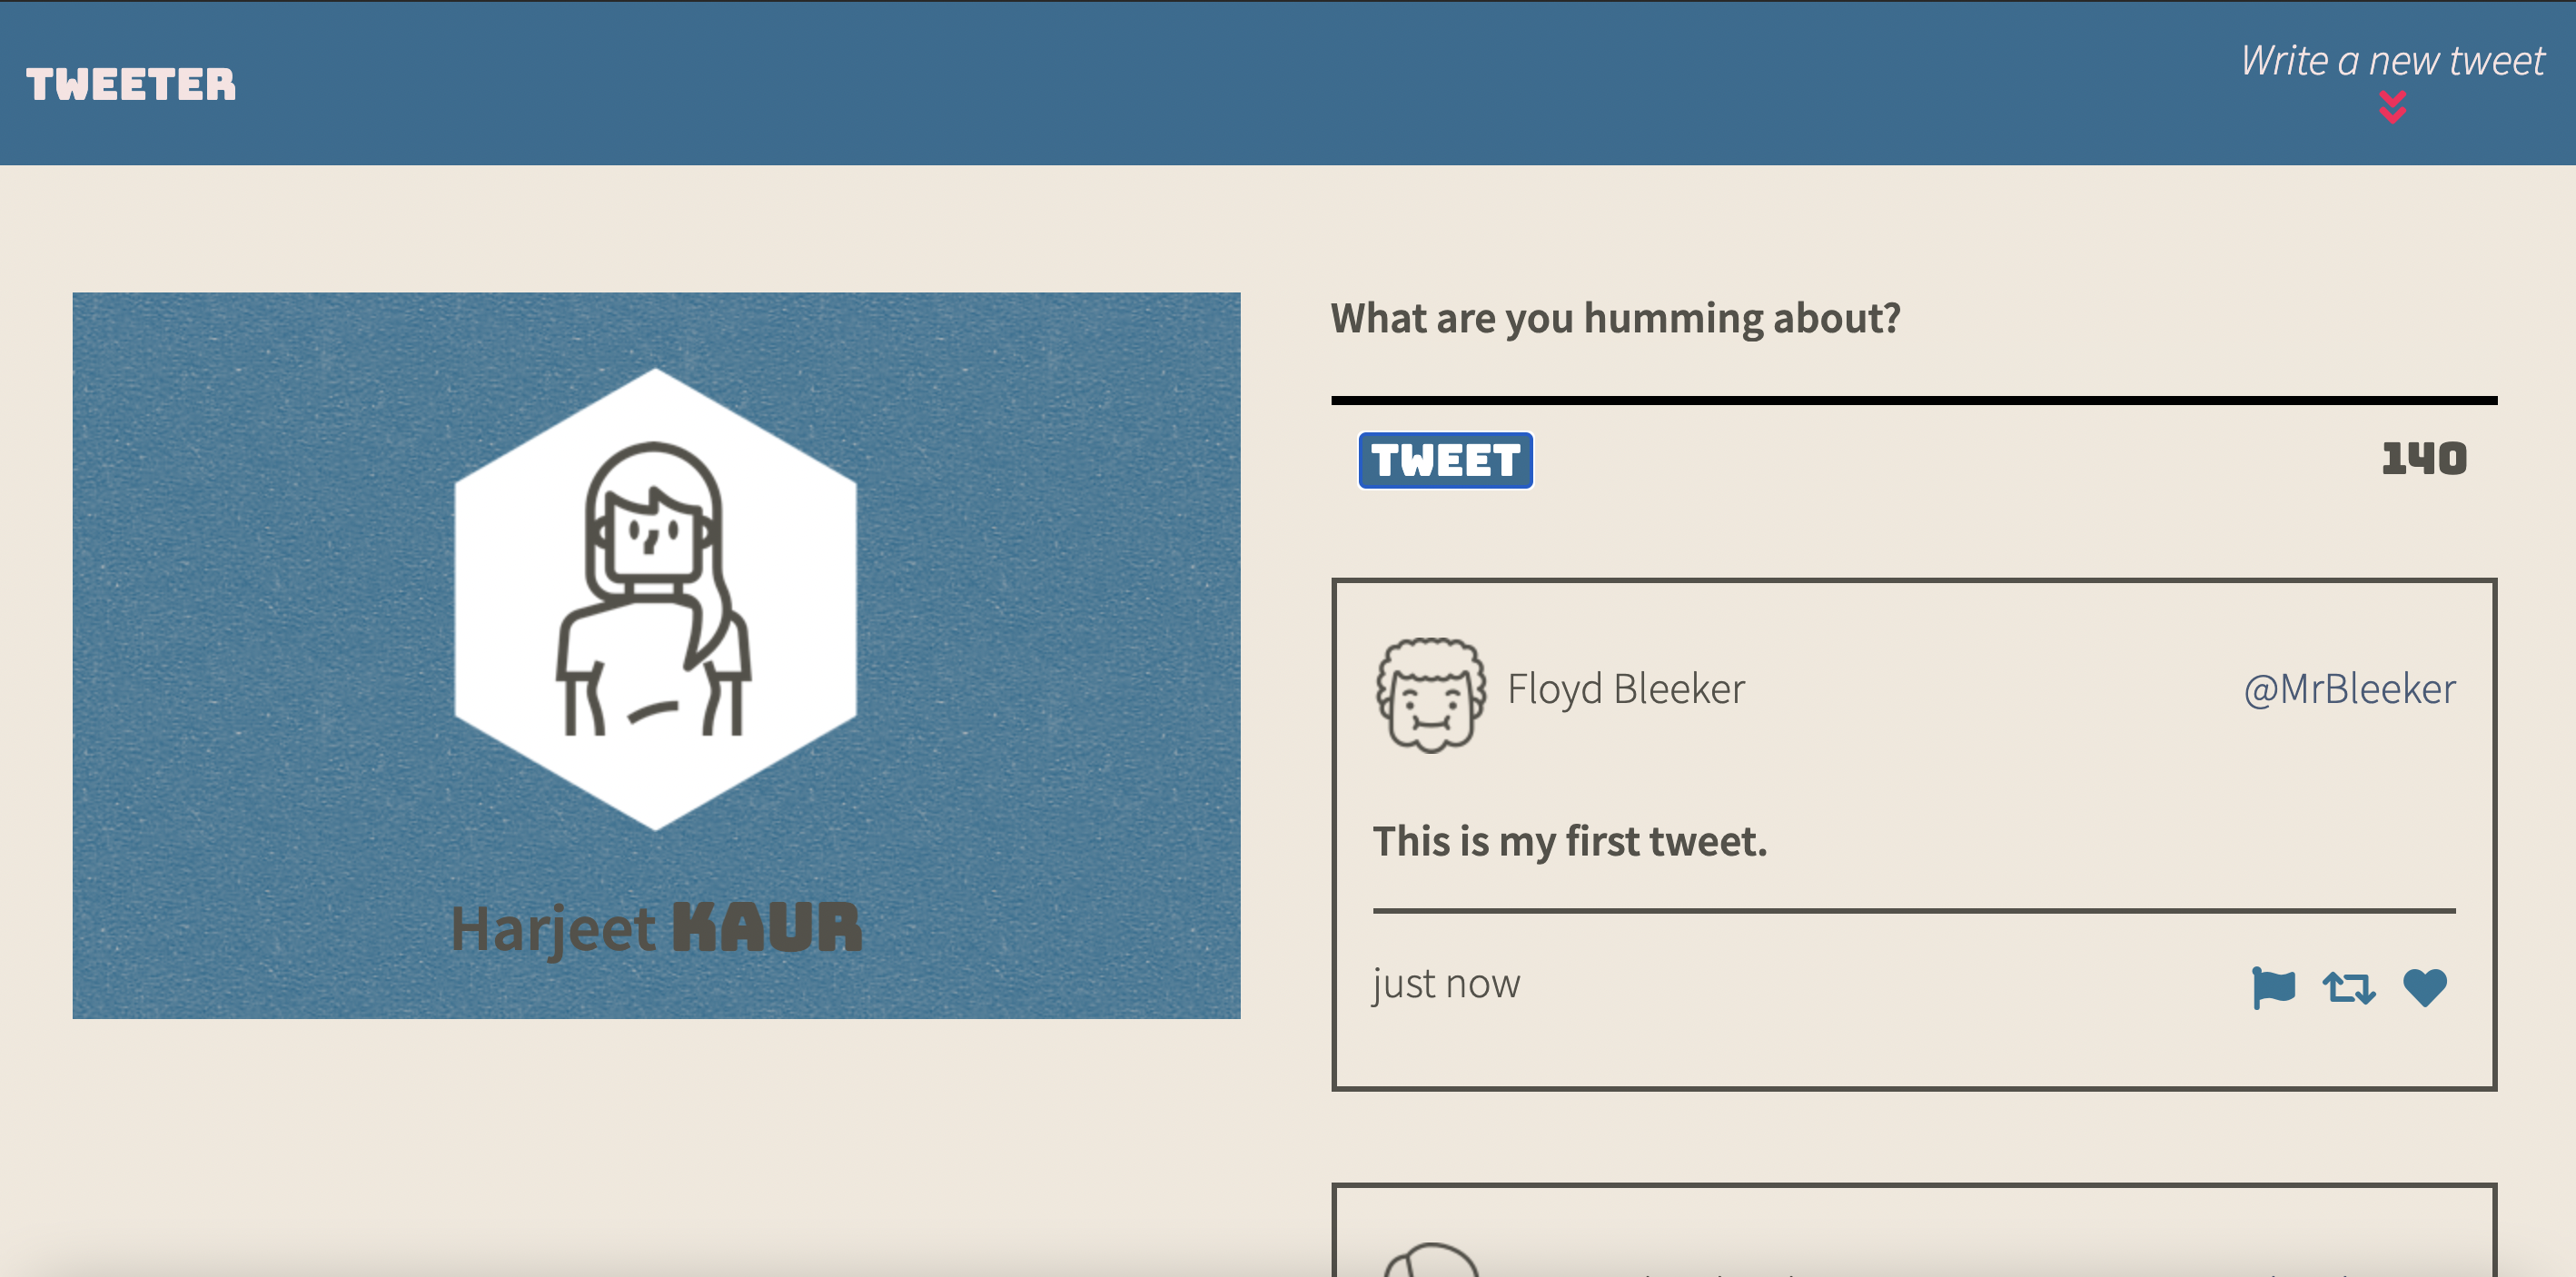 TWEETER
Write a new tweet
Harjeet KAUR
What are you humming about?
TWEET
140
Floyd Bleeker
@MrBleeker
This is my first tweet.
just now